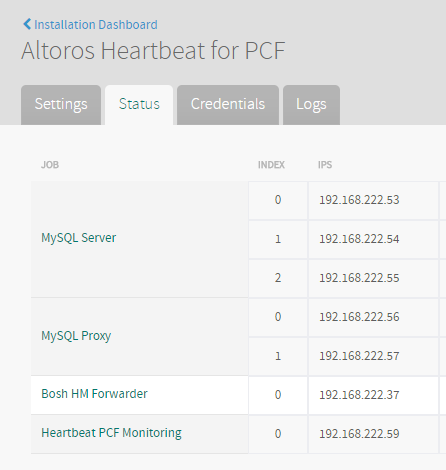 Installation Dashboard
Altoros Heartbeat for PCF
Settings Status Credentials Logs
JOB INDEX IPS
MySQL Server 0 192.168.222.53
1 192.168.222.54
2 192.168.222.55
MySQL Proxy 0 192.168.222.56
1 192.168.222.57
Bosh HM Forwarder 0 192.168.222.37
Heartbeat PCF Monitoring 0 192.168.222.59